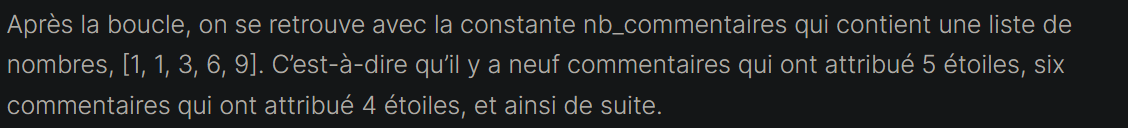 Après la boucle, on se retrouve avec la constante nb_commentaires qui contient une liste de
nombres, [1, 1, 3, 6, 9]. C’est-à-dire qu’il y a neuf commentaires qui ont attribué 5 étoiles, six
commentaires qui ont attribué 4 étoiles, et ainsi de suite.